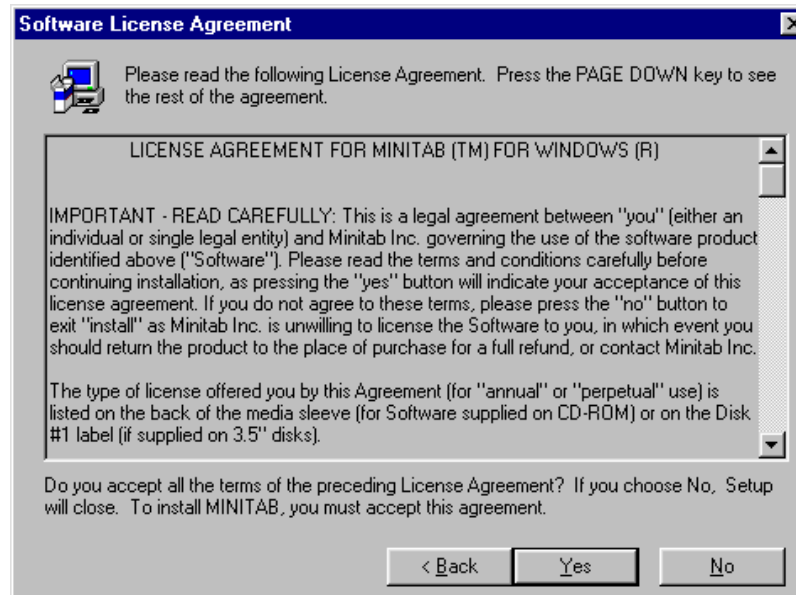 Software License Agreement
Please read the following License Agreement. Press the PAGE DOWN key to see
the rest of the agreement.
LICENSE AGREEMENT FOR MINITAB (TM) FOR WINDOWS (R)
IMPORTANT - READ CAREFULLY: This is a legal agreement between "you" (either an
individual or single legal entity) and Minitab Inc. governing the use of the software product
identified above ("Software"). Please read the terms and conditions carefully before
continuing installation, as pressing the "yes" button will indicate your acceptance of this
license agreement. If you do not agree to these terms, please press the "no" button to
exit "install" as Minitab Inc. is unwilling to license the Software to you, in which event you
should return the product to the place of purchase for a full refund, or contact Minitab Inc.
The type of license offered you by this Agreement (for "annual" or "perpetual" use) is
listed on the back of the media sleeve (for Software supplied on CD-ROM) or on the Disk
#1 label (if supplied on 3.5" disks).
Do you accept all the terms of the preceding License Agreement? If you choose No, Setup
will close. To install MINITAB, you must accept this agreement.
< Back
Yes
No